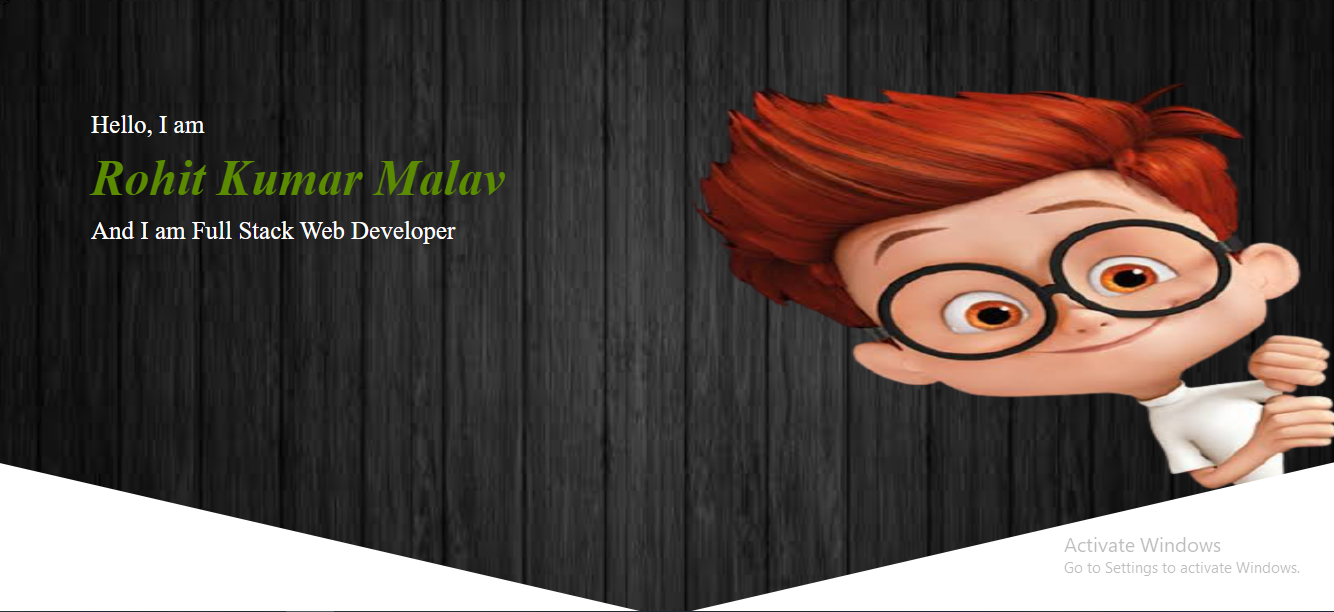 Hello, I am
Rohit Kumar Malav
And I am Full Stack Web Developer
Activate Windows
Go to Settings to activate Windows.